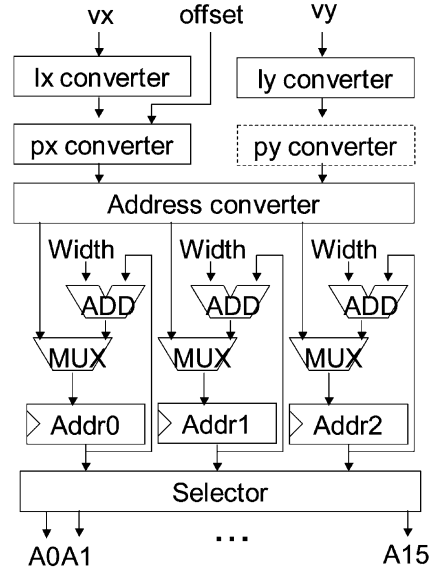 vx offset vy
lx converter ly converter
px converter py converter
Address converter
Width Width Width
ADD ADD ADD
MUX MUX MUX
Addr0 Addr1 Addr2
Selector
...
A0A1 A15